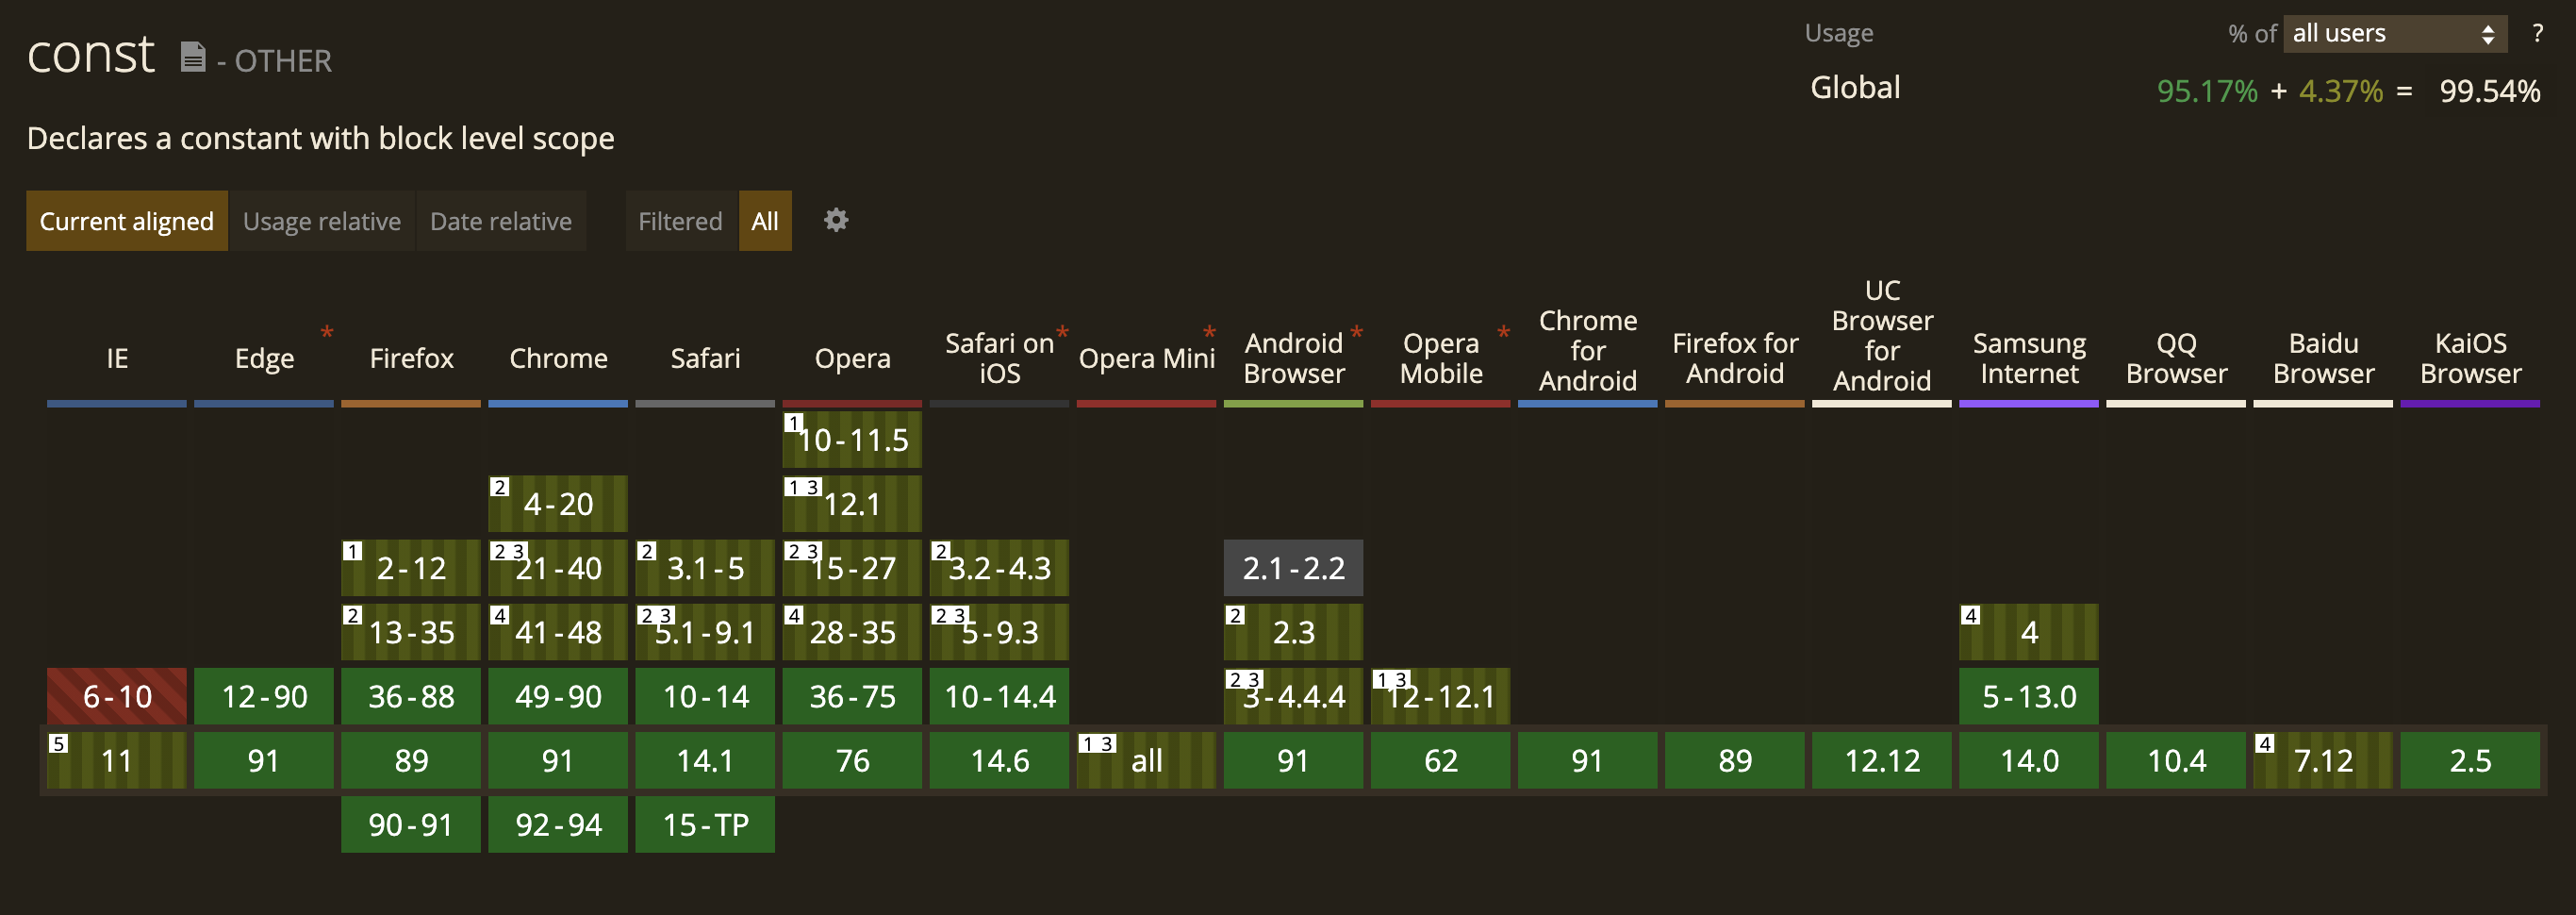 const - OTHER
Usage % of all users ?
Global 95.17% + 4.37% = 99.54%
Declares a constant with block level scope
Current aligned Usage relative Date relative Filtered All
IE
Edge *
Firefox
Chrome
Safari
Opera
Safari on *
iOS
Opera Mini *
Android *
Browser
Opera *
Mobile
Chrome
for
Android
Firefox for
Android
UC
Browser
for
Android
Samsung
Internet
QQ
Browser
Baidu
Browser
KaiOS
Browser
1 10-11.5
2 4-20 1 3 12.1
1 2-12 2 3 21-40 2 3.1-5 2 3 15-27 2 3.2-4.3 2.1-2.2
2 13-35 4 41-48 2 3 5.1-9.1 4 28-35 2 3 5-9.3 2 2.3 4 4
6-10 12-90 36-88 49-90 10-14 36-75 10-14.4 2 3 3-4.4.4 1 3 12-12.1 5-13.0
5 11 91 89 91 14.1 76 14.6 1 3 all 91 62 91 89 12.12 14.0 10.4 4 7.12 2.5
90-91 92-94 15-TP